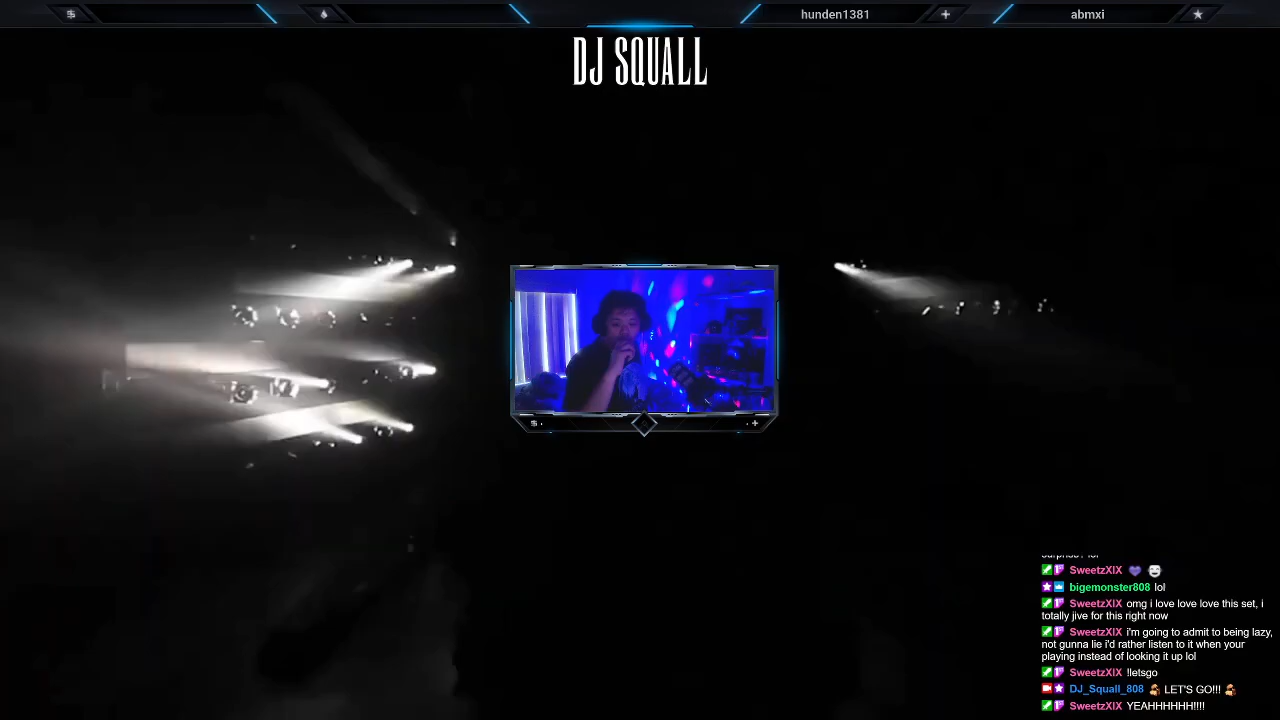 hunden1381
abmxi
DJ SQUALL
SweetzXIX
bigemonster808 lol
SweetzXIX omg i love love love this set, i
totally jive for this right now
SweetzXIX i'm going to admit to being lazy,
not gunna lie i'd rather listen to it when your
playing instead of looking it up lol
SweetzXIX !letsgo
DJ_Squall_808 LET'S GO!!!
SweetzXIX YEAHHHHHH!!!!